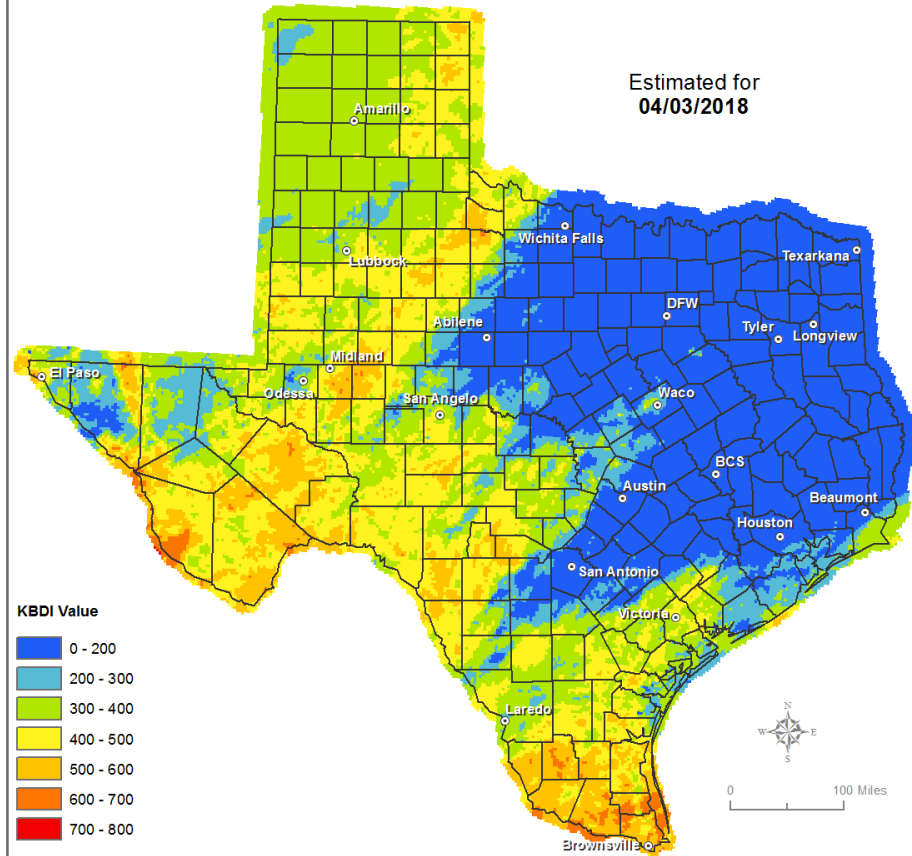 Estimated for
04/03/2018
Amarillo
Wichita Falls
Texarkana
Lubbock
DFW
Abilene
Tyler
Longview
Midland
El Paso
Odessa
San Angelo
Waco
BCS
Austin
Beaumont
Houston
San Antonio
Victoria
KBDI Value
0 - 200
200 - 300
300 - 400
400 - 500
500 - 600
600 - 700
700 - 800
Laredo
N
W E
S
0 100 Miles
Brownsville